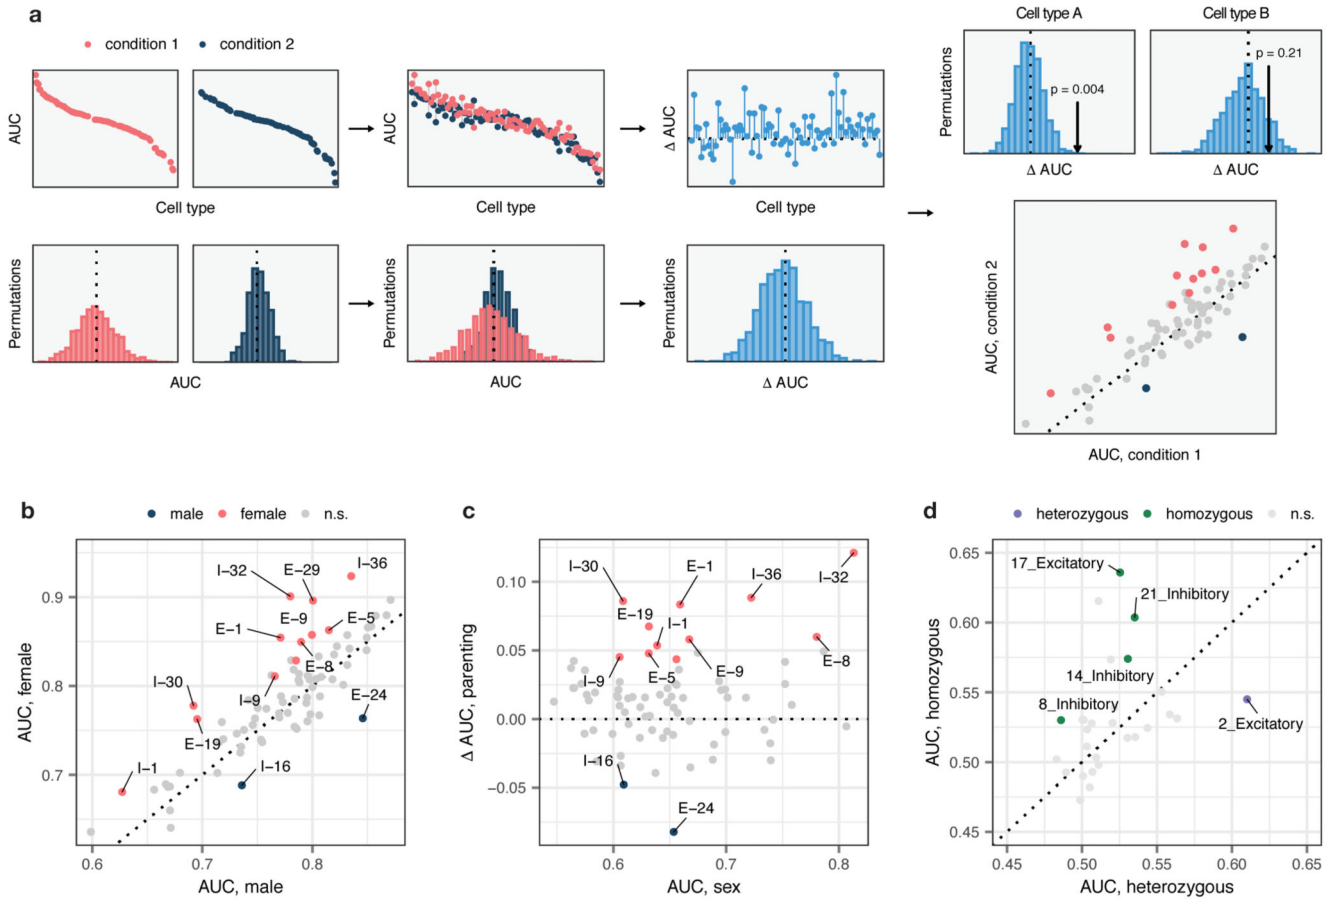 a
condition 1
condition 2
AUC
Cell type
AUC
Cell type
Δ AUC
Cell type
Permutations
AUC
Permutations
AUC
Permutations
Δ AUC
Cell type A
Cell type B
Permutations
p = 0.004
p = 0.21
Δ AUC
Δ AUC
AUC, condition 2
AUC, condition 1
b
male
female
n.s.
AUC, female
0.9
0.8
0.7
I−36
I−32
E−29
E−9
E−5
E−1
E−8
I−30
I−9
E−24
E−19
I−1
I−16
0.6
0.7
0.8
AUC, male
c
Δ AUC, parenting
0.10
0.05
0.00
−0.05
I−30
E−1
I−36
I−32
E−19
I−1
I−9
E−5
E−9
E−8
I−16
E−24
0.6
0.7
0.8
AUC, sex
d
heterozygous
homozygous
n.s.
AUC, homozygous
0.65
0.60
0.55
0.50
0.45
17_Excitatory
21_Inhibitory
14_Inhibitory
8_Inhibitory
2_Excitatory
0.45
0.50
0.55
0.60
0.65
AUC, heterozygous